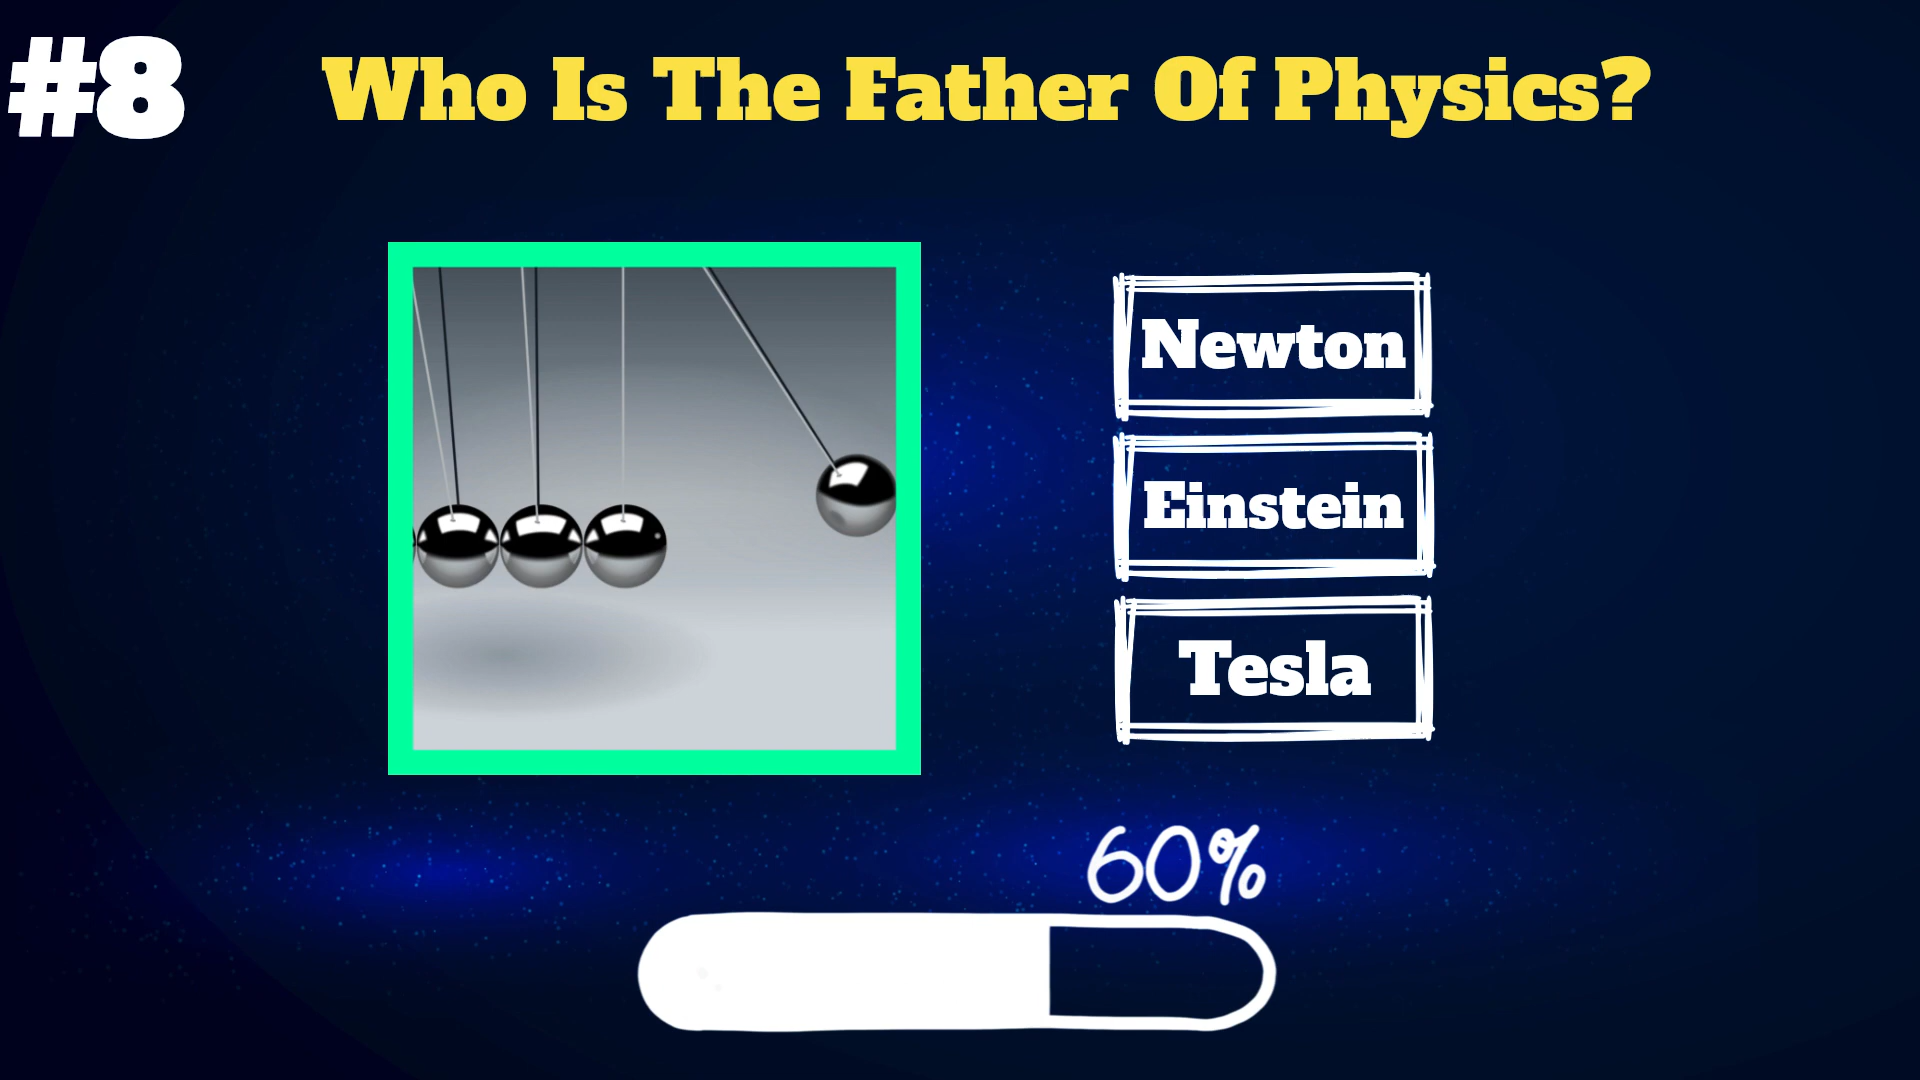 #8
Who Is The Father Of Physics?
Newton
Einstein
Tesla
60%